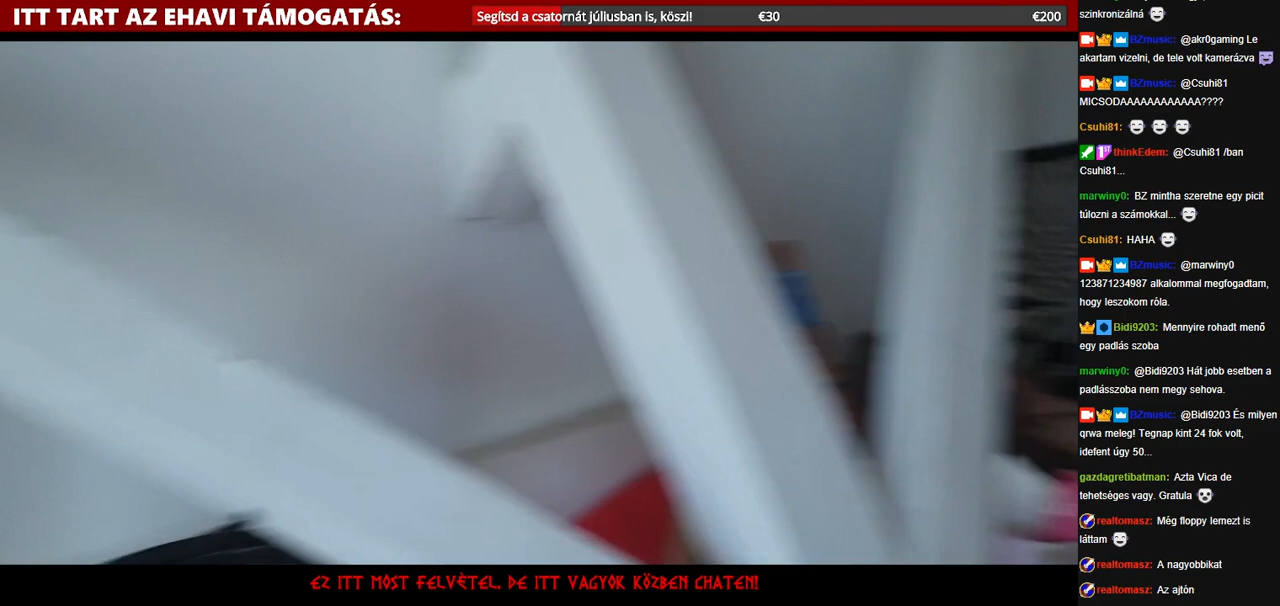 ITT TART AZ EHAVI TÁMOGATÁS:
Segítsd a csatornát júliusban is, köszi! €30 €200
szinkronizálná
BZmusic: @akr0gaming Le
akartam vizelni, de tele volt kamerázva
BZmusic: @Csuhi81
MICSODAAAAAAAAAAAA????
Csuhi81:
thinkEdem: @Csuhi81 /ban
Csuhi81...
marwiny0: BZ mintha szeretne egy picit
túlozni a számokkal...
Csuhi81: HAHA
BZmusic: @marwiny0
123871234987 alkalommal megfogadtam,
hogy leszokom róla.
Bidi9203: Mennyire rohadt menő
egy padlás szoba
marwiny0: @Bidi9203 Hát jobb esetben a
padlásszoba nem megy sehova.
BZmusic: @Bidi9203 És milyen
qrwa meleg! Tegnap kint 24 fok volt,
idefent úgy 50...
gazdagretibatman: Azta Vica de
tehetséges vagy. Gratula
realtomasz: Még floppy lemezt is
láttam
realtomasz: A nagyobbikat
realtomasz: Az ajtón
EZ ITT MOST FELVÉTEL, DE ITT VAGYOK KÖZBEN CHATEN!